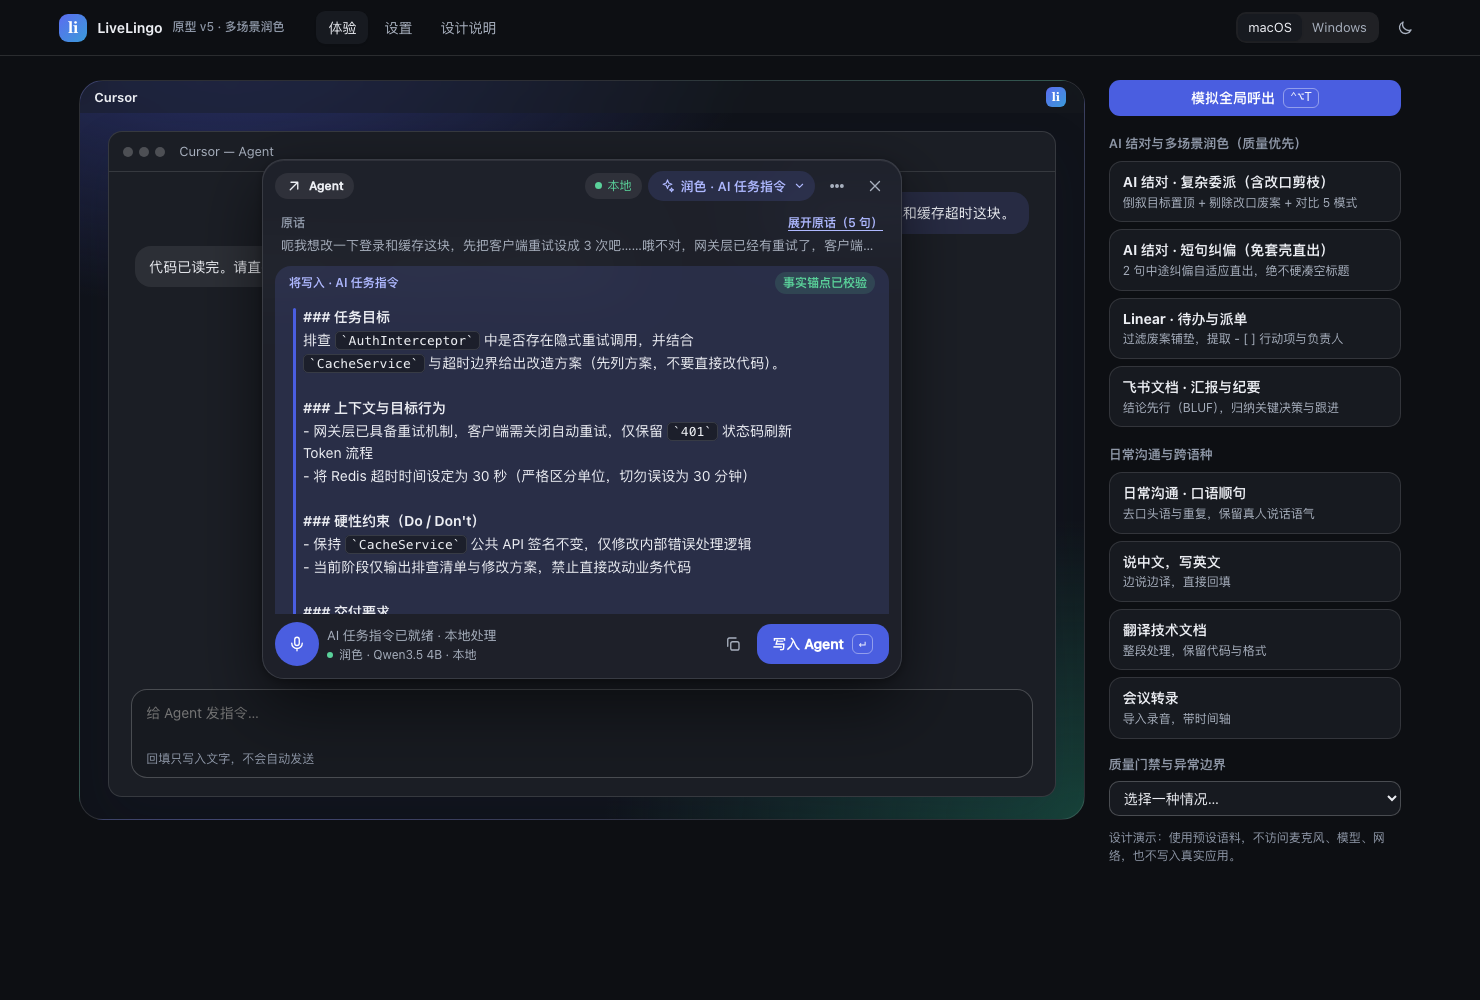 li LiveLingo 原型 v5 · 多场景润色 体验 设置 设计说明 macOS Windows
Cursor li
Cursor — Agent
和缓存超时这块。
代码已读完。请直
Agent 本地 润色 · AI 任务指令
原话 展开原话（5 句）
呃我想改一下登录和缓存这块，先把客户端重试设成 3 次吧……哦不对，网关层已经有重试了，客户端...
将写入 · AI 任务指令 事实锚点已校验
### 任务目标
排查 `AuthInterceptor` 中是否存在隐式重试调用，并结合
`CacheService` 与超时边界给出改造方案（先列方案，不要直接改代码）。
### 上下文与目标行为
- 网关层已具备重试机制，客户端需关闭自动重试，仅保留 `401` 状态码刷新
Token 流程
- 将 Redis 超时时间设定为 30 秒（严格区分单位，切勿误设为 30 分钟）
### 硬性约束（Do / Don't）
- 保持 `CacheService` 公共 API 签名不变，仅修改内部错误处理逻辑
- 当前阶段仅输出排查清单与修改方案，禁止直接改动业务代码
### 交付要求
AI 任务指令已就绪 · 本地处理
润色 · Qwen3.5 4B · 本地
写入 Agent ↵
给 Agent 发指令...
回填只写入文字，不会自动发送
模拟全局呼出 ^⌥T
AI 结对与多场景润色（质量优先）
AI 结对 · 复杂委派（含改口剪枝）
倒叙目标置顶 + 剔除改口废案 + 对比 5 模式
AI 结对 · 短句纠偏（免套壳直出）
2 句中途纠偏自适应直出，绝不硬凑空标题
Linear · 待办与派单
过滤废案铺垫，提取 - [ ] 行动项与负责人
飞书文档 · 汇报与纪要
结论先行（BLUF），归纳关键决策与跟进
日常沟通与跨语种
日常沟通 · 口语顺句
去口头语与重复，保留真人说话语气
说中文，写英文
边说边译，直接回填
翻译技术文档
整段处理，保留代码与格式
会议转录
导入录音，带时间轴
质量门禁与异常边界
选择一种情况...
设计演示：使用预设语料，不访问麦克风、模型、网
络，也不写入真实应用。